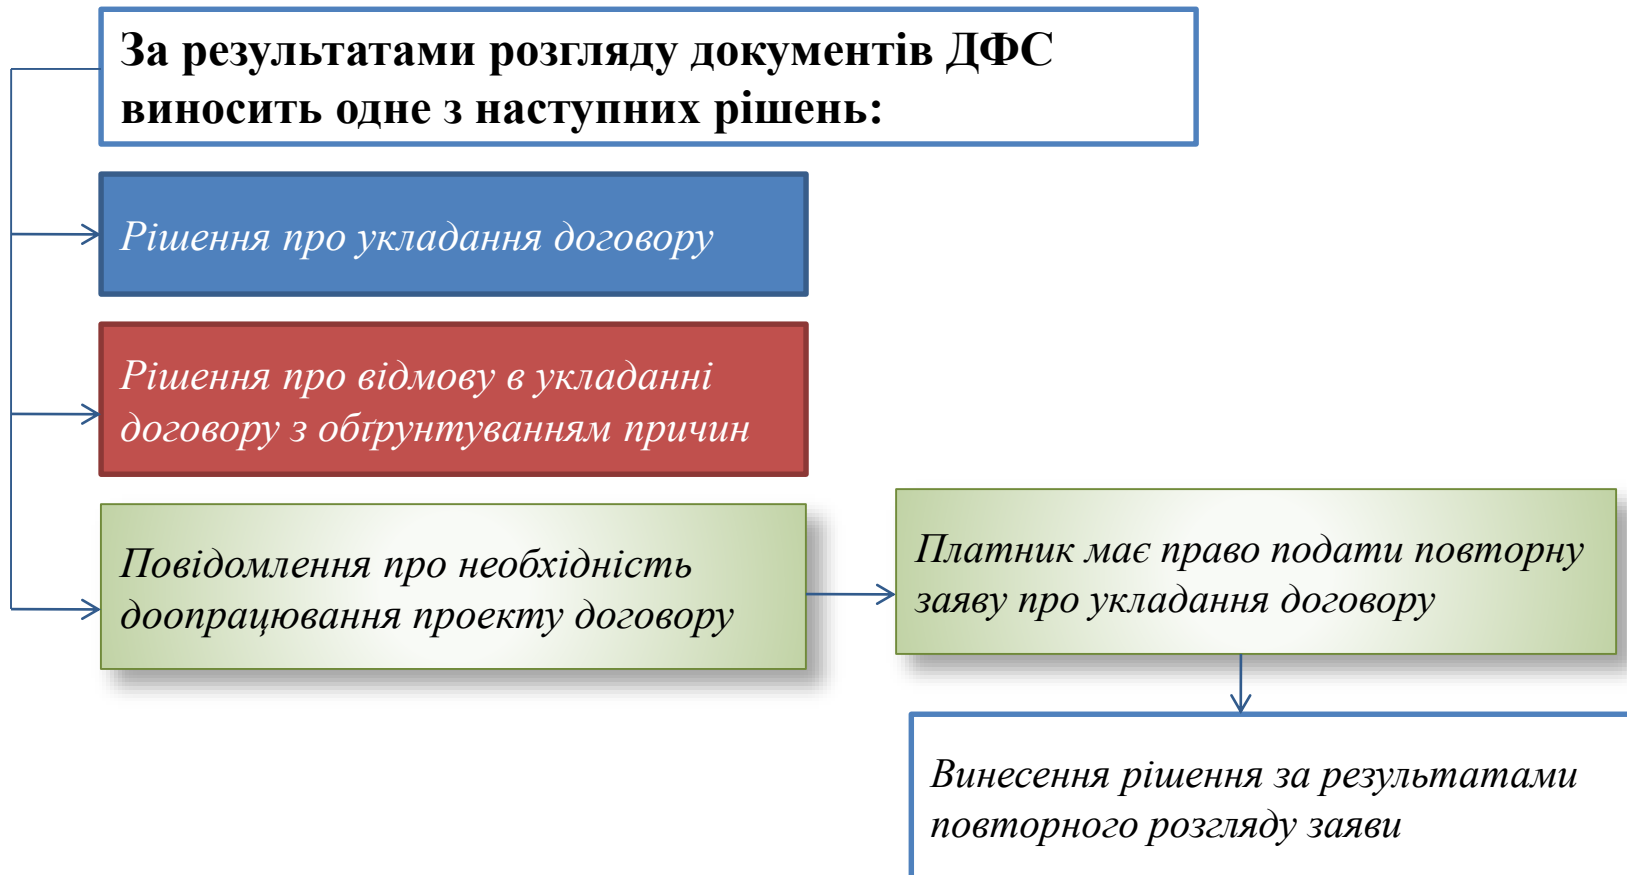 За результатами розгляду документів ДФС
виносить одне з наступних рішень:
Рішення про укладання договору
Рішення про відмову в укладанні
договору з обґрунтуванням причин
Повідомлення про необхідність
доопрацювання проекту договору
Платник має право подати повторну
заяву про укладання договору
Винесення рішення за результатами
повторного розгляду заяви